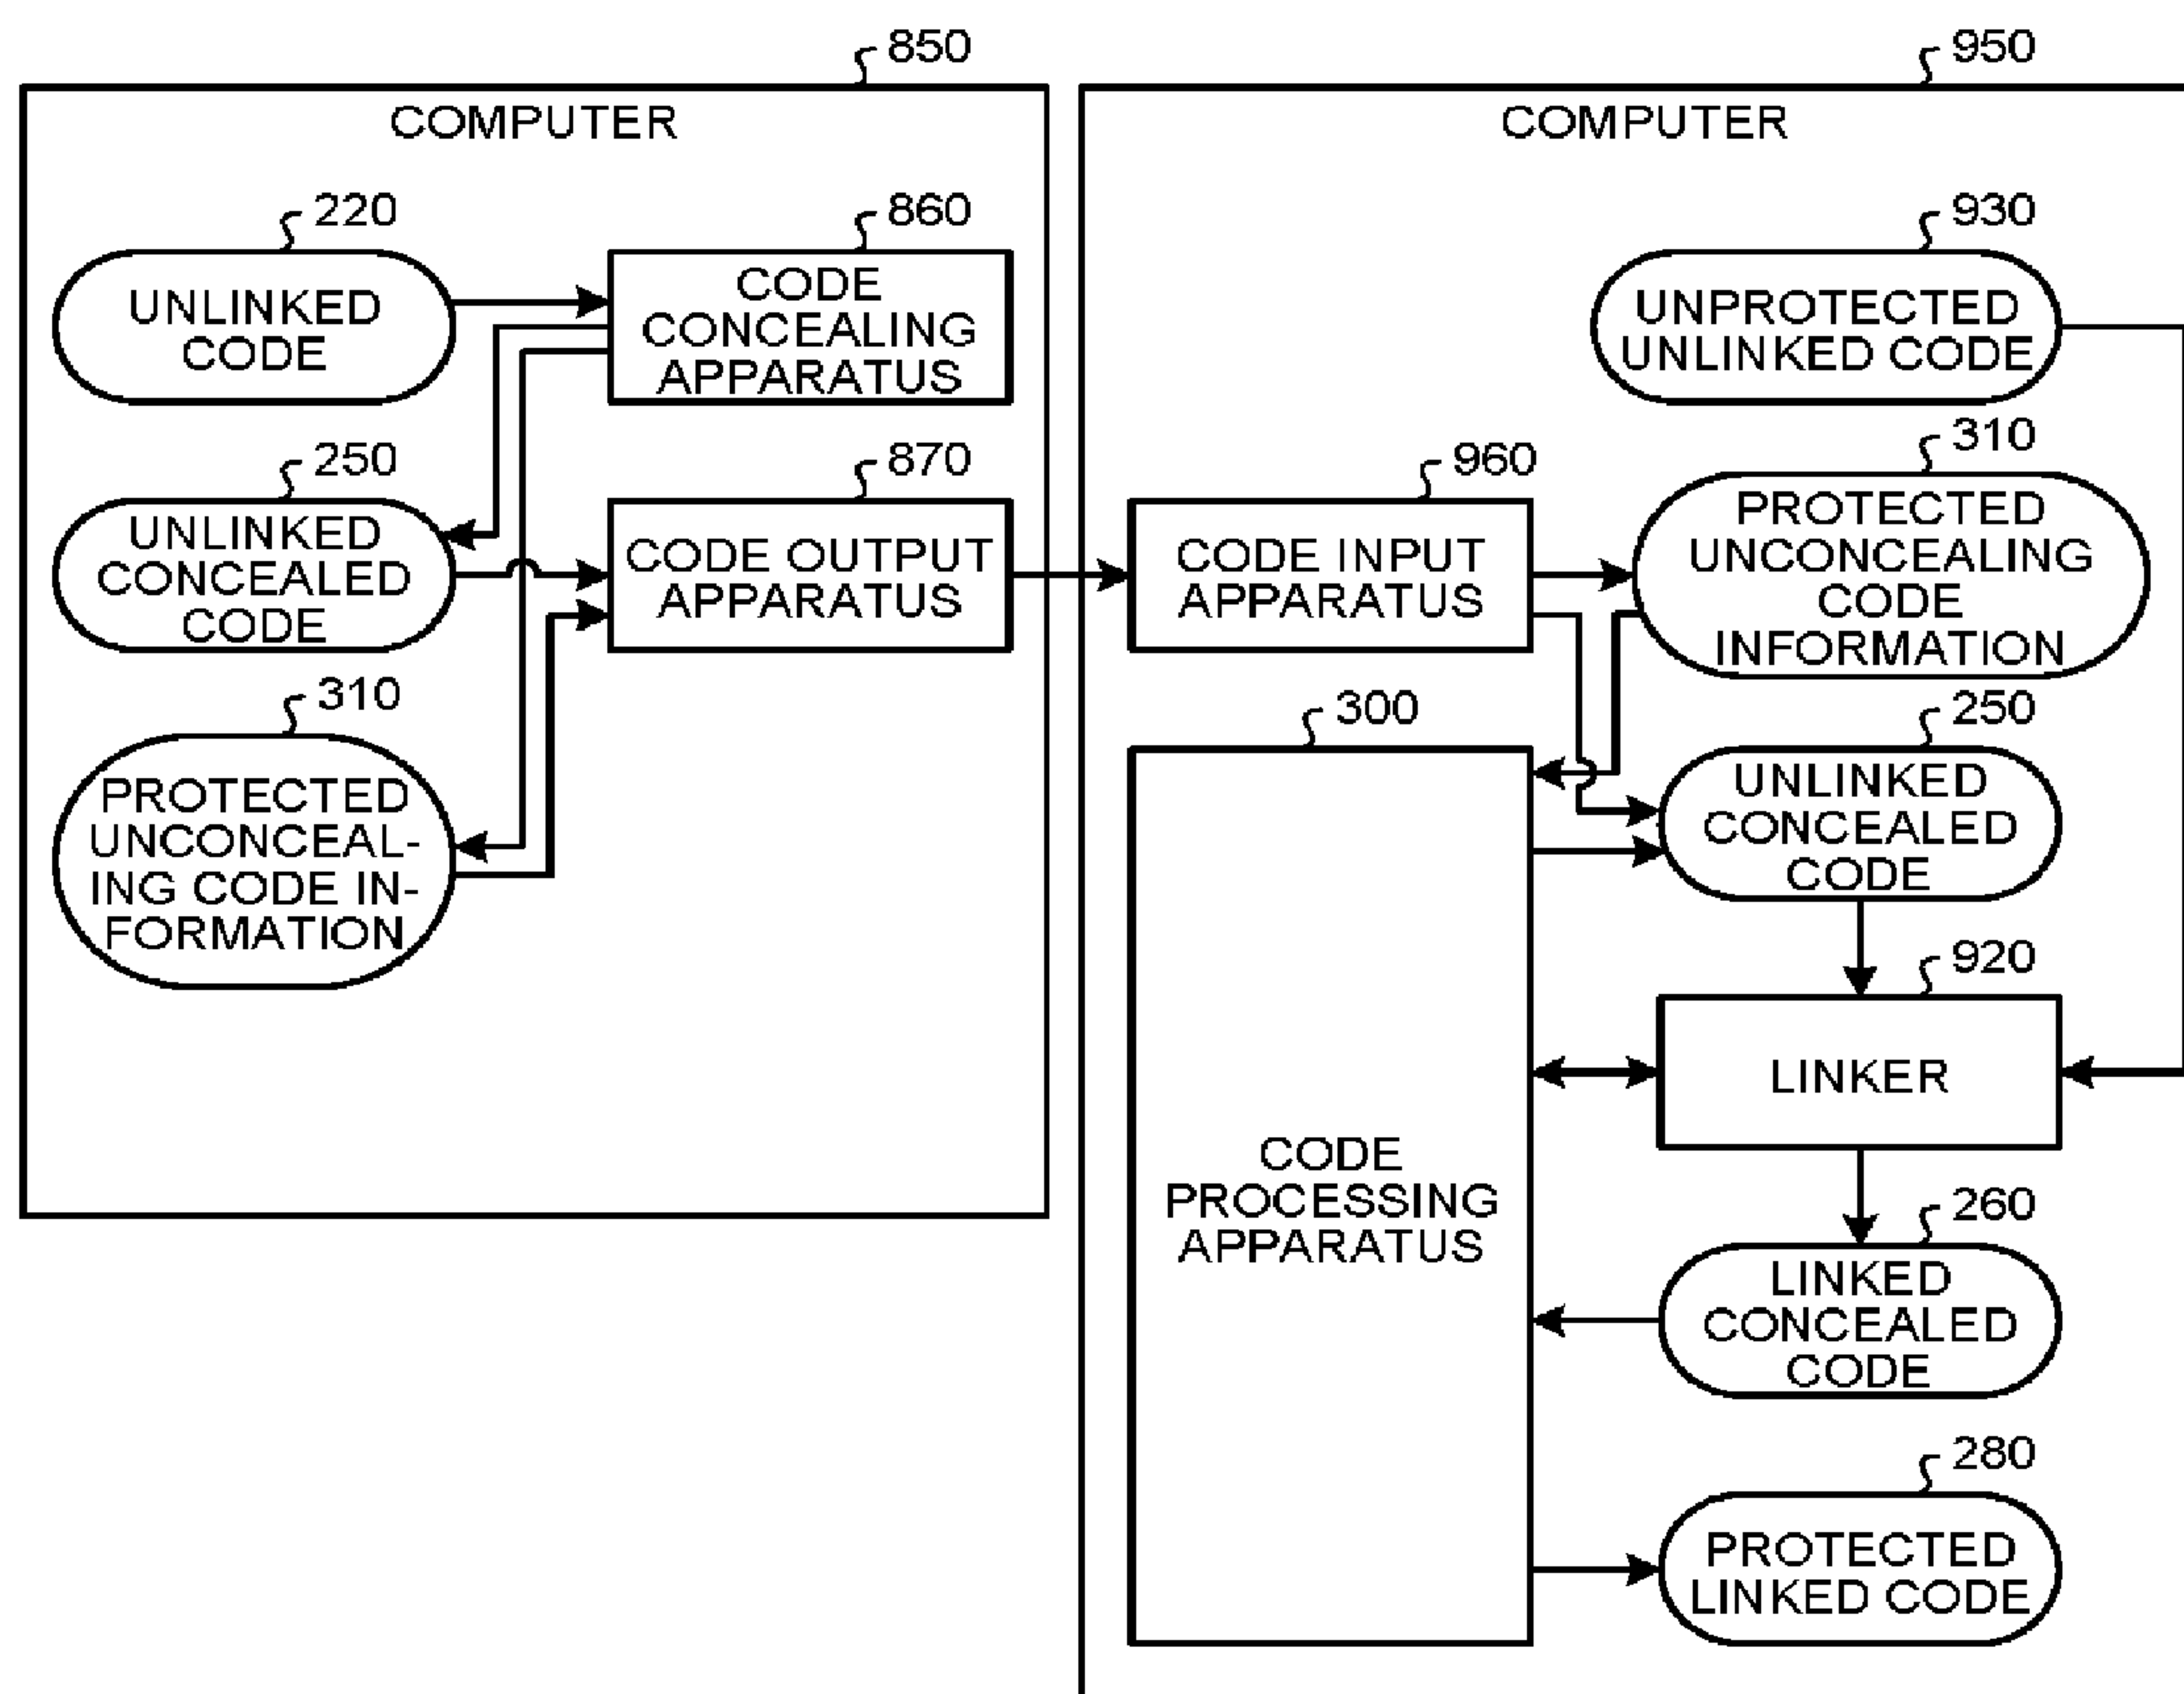 850
COMPUTER
220
UNLINKED
CODE
860
CODE
CONCEALING
APPARATUS
250
UNLINKED
CONCEALED
CODE
870
CODE OUTPUT
APPARATUS
310
PROTECTED
UNCONCEAL-
ING CODE IN-
FORMATION
950
COMPUTER
930
UNPROTECTED
UNLINKED CODE
960
CODE INPUT
APPARATUS
310
PROTECTED
UNCONCEALING
CODE
INFORMATION
300
CODE
PROCESSING
APPARATUS
250
UNLINKED
CONCEALED
CODE
920
LINKER
260
LINKED
CONCEALED
CODE
280
PROTECTED
LINKED CODE